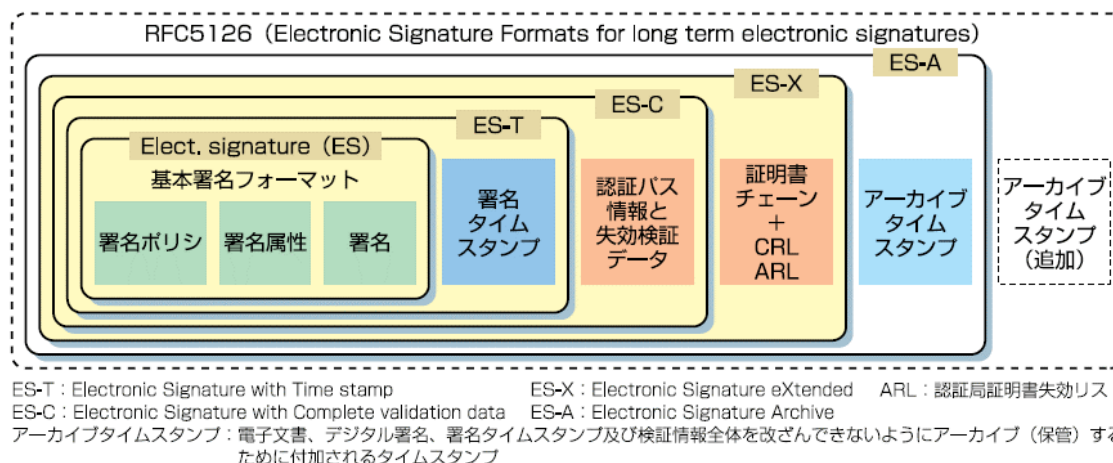 RFC5126（Electronic Signature Formats for long term electronic signatures）
ES-A
ES-X
ES-C
ES-T
Elect. signature（ES）
基本署名フォーマット
署名ポリシ
署名属性
署名
署名
タイム
スタンプ
認証パス
情報と
失効検証
データ
証明書
チェーン
＋
CRL
ARL
アーカイブ
タイム
スタンプ
アーカイブ
タイム
スタンプ
（追加）
ES-T：Electronic Signature with Time stamp
ES-X：Electronic Signature eXtended
ARL：認証局証明書失効リス
ES-C：Electronic Signature with Complete validation data
ES-A：Electronic Signature Archive
アーカイブタイムスタンプ：電子文書、デジタル署名、署名タイムスタンプ及び検証情報全体を改ざんできないようにアーカイブ（保管）する
ために付加されるタイムスタンプ